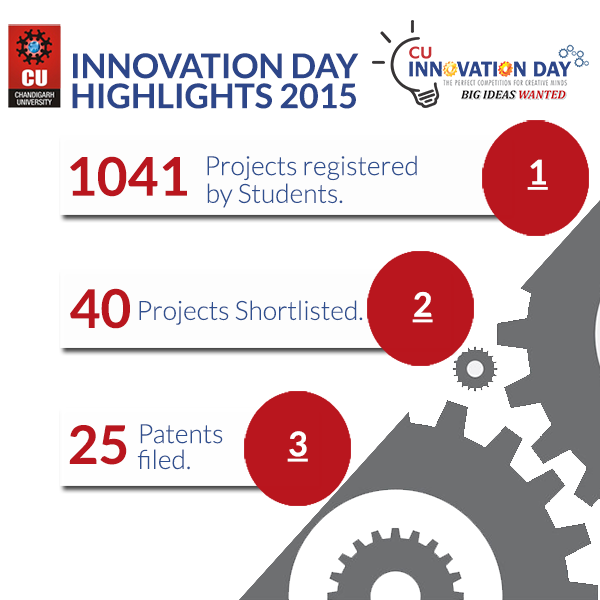 CU
CHANDIGARH
UNIVERSITY
INNOVATION DAY
HIGHLIGHTS 2015
CU
INNOVATION DAY
THE PERFECT COMPETITION FOR CREATIVE MINDS
BIG IDEAS WANTED
1041 Projects registered
by Students.
1
40 Projects Shortlisted.
2
25 Patents
filed.
3